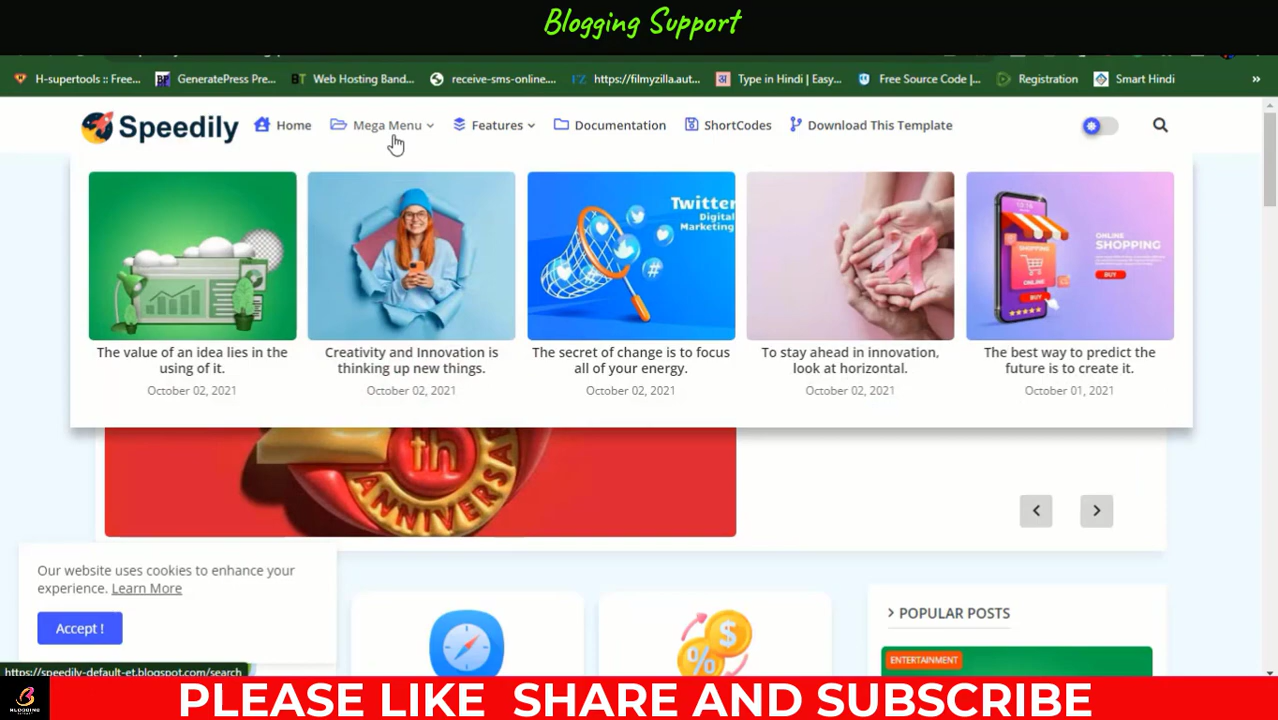 Blogging Support
H-supertools :: Free...
GeneratePress Pre...
BT Web Hosting Band...
receive-sms-online....
FZ https://filmyzilla.aut...
अ Type in Hindi | Easy...
Free Source Code |...
Registration
Smart Hindi
»
Speedily
Home
Mega Menu
Features
Documentation
ShortCodes
Download This Template
Twitter
Digital
Marketing
#
ONLINE
SHOPPING
BUY
SHOPPING
ONLINE
BUY
The value of an idea lies in the
using of it.
October 02, 2021
Creativity and Innovation is
thinking up new things.
October 02, 2021
The secret of change is to focus
all of your energy.
October 02, 2021
To stay ahead in innovation,
look at horizontal.
October 02, 2021
The best way to predict the
future is to create it.
October 01, 2021
th
ANNIVERSARY
Our website uses cookies to enhance your
experience. Learn More
Accept !
$
%
POPULAR POSTS
ENTERTAINMENT
https://speedily-default-et.blogspot.com/search
PLEASE LIKE SHARE AND SUBSCRIBE